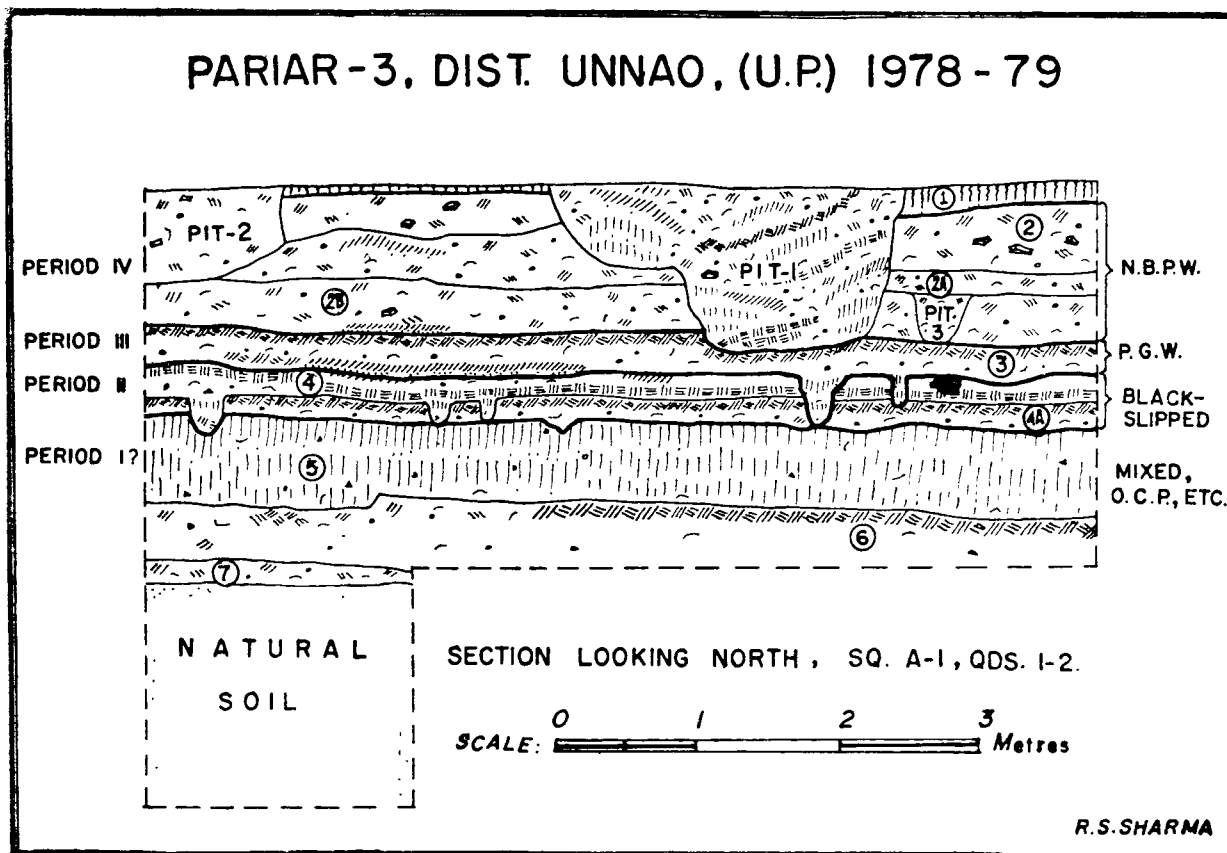 PARIAR-3, DIST. UNNAO, (U.P.) 1978-79
1
PIT-2
2
PERIOD IV
PIT-1
N.B.P.W.
2A
2B
PIT-
3
PERIOD III
P.G.W.
3
PERIOD II
4
BLACK-
SLIPPED
4A
PERIOD I?
5
MIXED,
O.C.P., ETC.
6
7
NATURAL
SOIL
SECTION LOOKING NORTH, SQ. A-1, QDS. 1-2.
0 1 2 3
SCALE: Metres
R.S.SHARMA